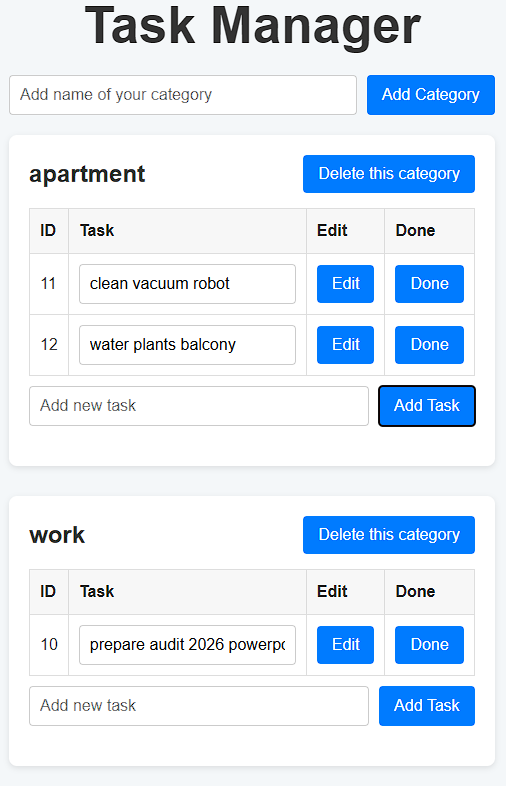 Task Manager
Add name of your category Add Category
apartment Delete this category
ID Task Edit Done
11 clean vacuum robot Edit Done
12 water plants balcony Edit Done
Add new task Add Task
work Delete this category
ID Task Edit Done
10 prepare audit 2026 powerpo Edit Done
Add new task Add Task